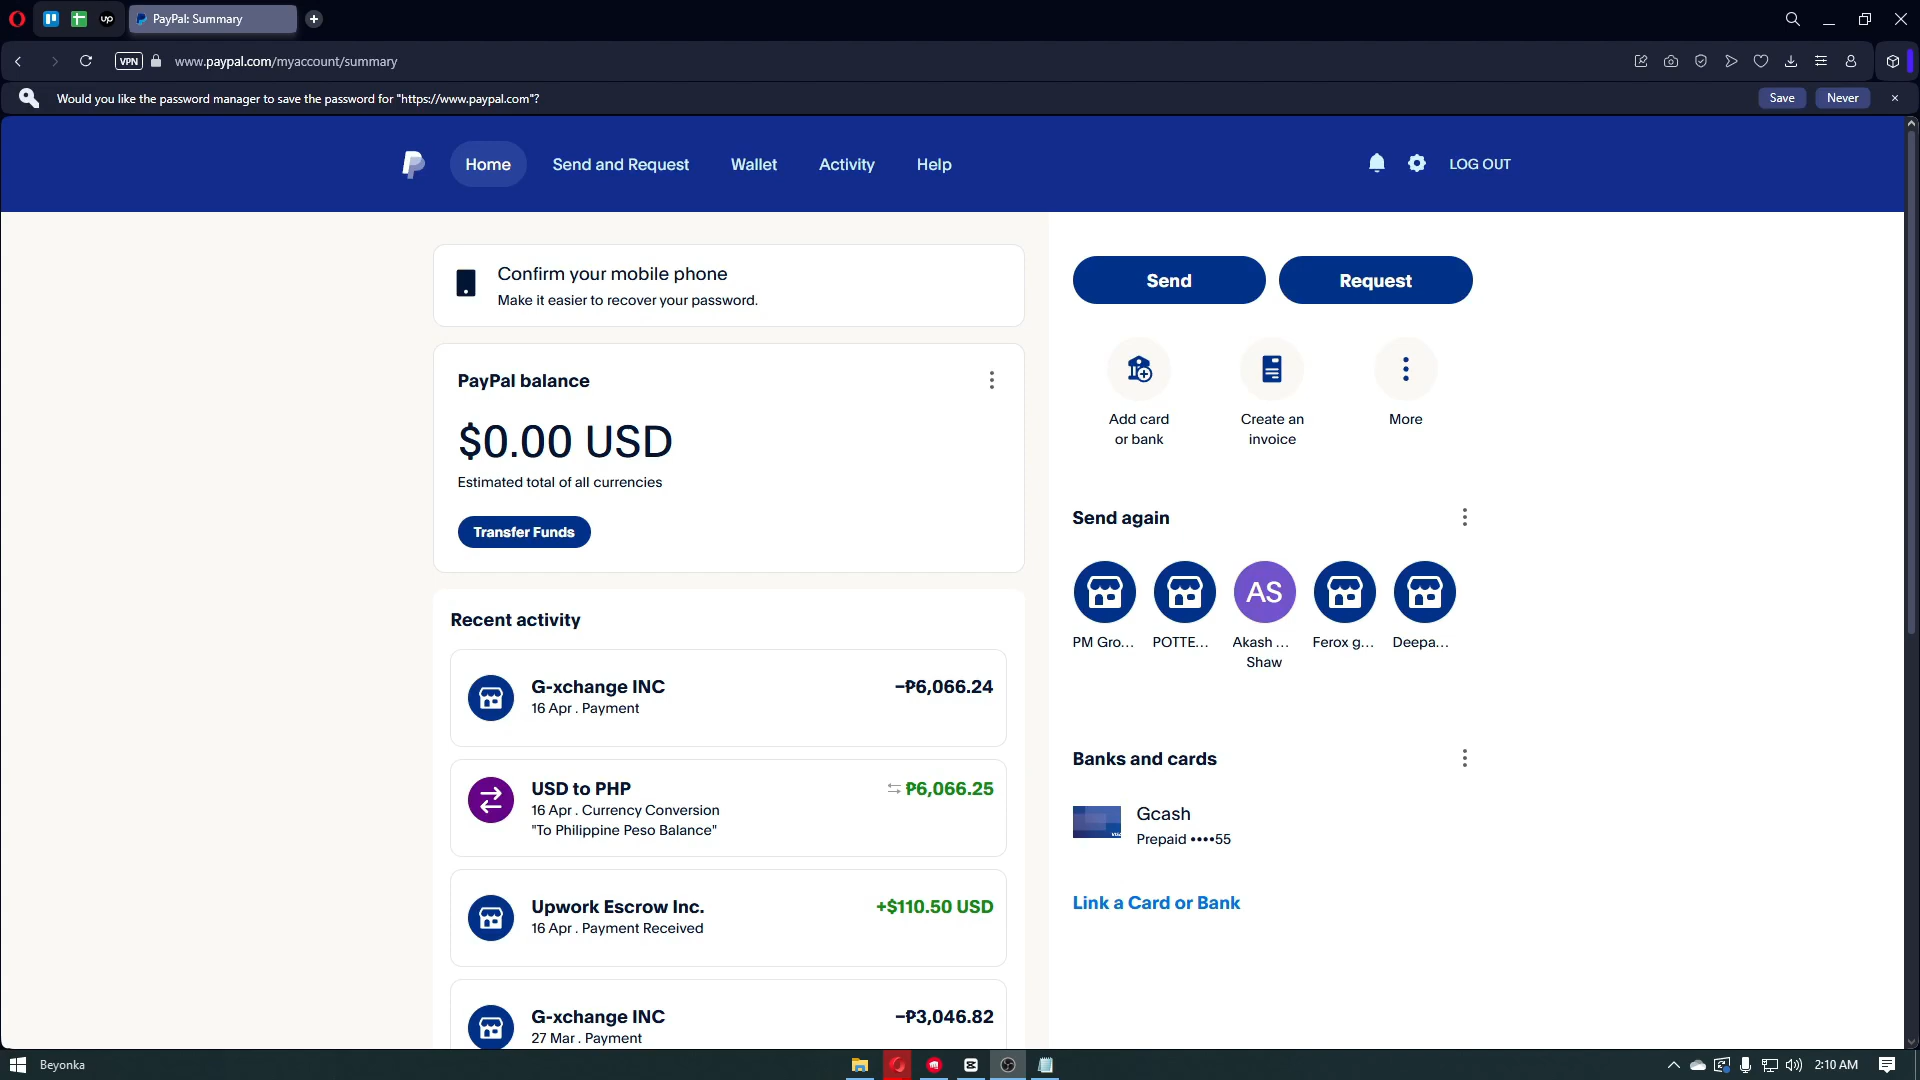 PayPal: Summary
VPN
www.paypal.com/myaccount/summary
Would you like the password manager to save the password for "https://www.paypal.com"?
Save
Never
Home
Send and Request
Wallet
Activity
Help
LOG OUT
Confirm your mobile phone
Make it easier to recover your password.
PayPal balance
$0.00 USD
Estimated total of all currencies
Transfer Funds
Recent activity
G-xchange INC
−₱6,066.24
16 Apr . Payment
USD to PHP
₱6,066.25
16 Apr . Currency Conversion
"To Philippine Peso Balance"
Upwork Escrow Inc.
+$110.50 USD
16 Apr . Payment Received
G-xchange INC
−₱3,046.82
27 Mar . Payment
Send
Request
Add card
or bank
Create an
invoice
More
Send again
AS
PM Gro...
POTTE...
Akash ...
Shaw
Ferox g...
Deepa...
Banks and cards
Gcash
Prepaid ••••55
Link a Card or Bank
Beyonka
2:10 AM